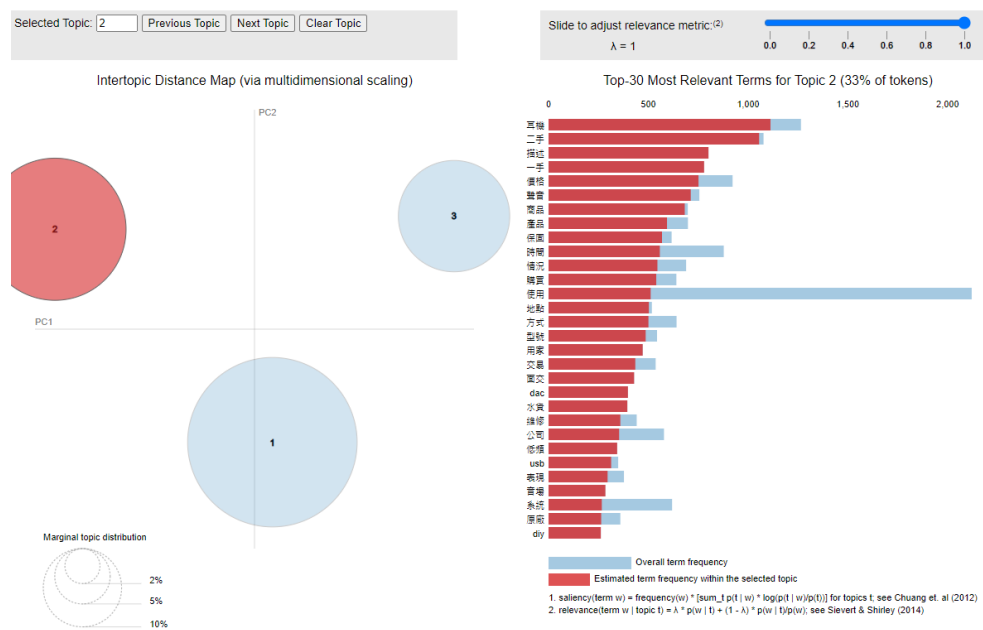 Selected Topic: 2 Previous Topic Next Topic Clear Topic
Slide to adjust relevance metric:(2)
λ = 1
0.0 0.2 0.4 0.6 0.8 1.0
Intertopic Distance Map (via multidimensional scaling)
PC2
PC1
2
3
1
Marginal topic distribution
2%
5%
10%
Top-30 Most Relevant Terms for Topic 2 (33% of tokens)
0 500 1,000 1,500 2,000
耳機
二手
描述
一手
價格
聲音
商品
產品
保固
時間
情況
購買
使用
地點
方式
型號
用家
交易
面交
dac
水貨
維修
公司
低頻
usb
表現
音場
系統
原廠
diy
Overall term frequency
Estimated term frequency within the selected topic
1. saliency(term w) = frequency(w) * [sum_t p(t | w) * log(p(t | w)/p(t))] for topics t; see Chuang et. al (2012)
2. relevance(term w | topic t) = λ * p(w | t) + (1 - λ) * p(w | t)/p(w); see Sievert & Shirley (2014)